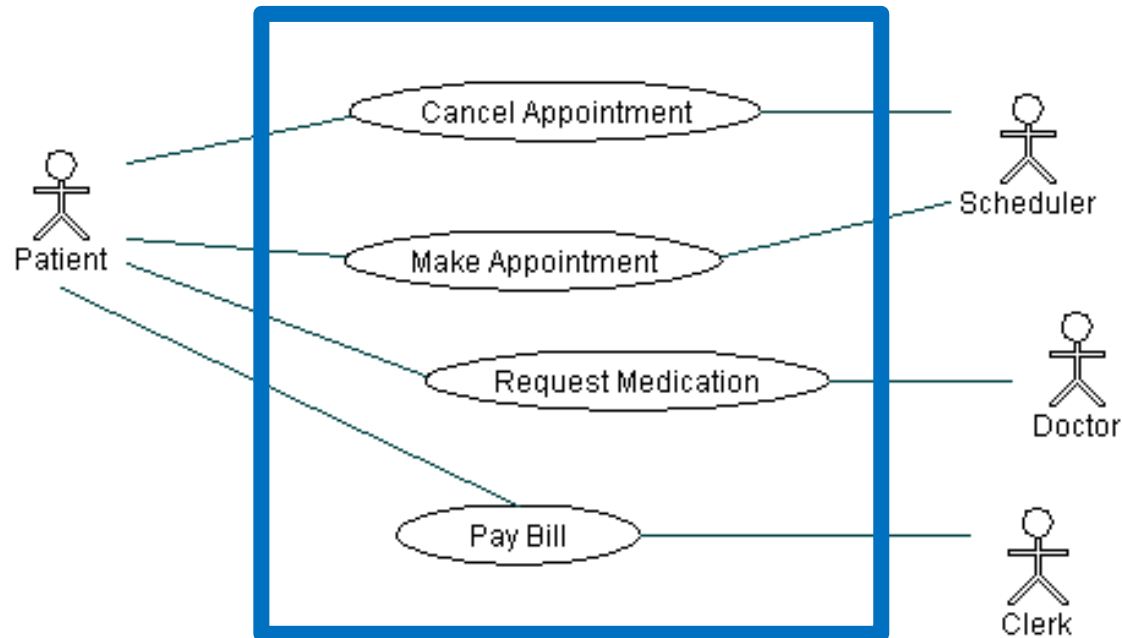 Cancel Appointment
Scheduler
Patient
Make Appointment
Request Medication
Doctor
Pay Bill
Clerk